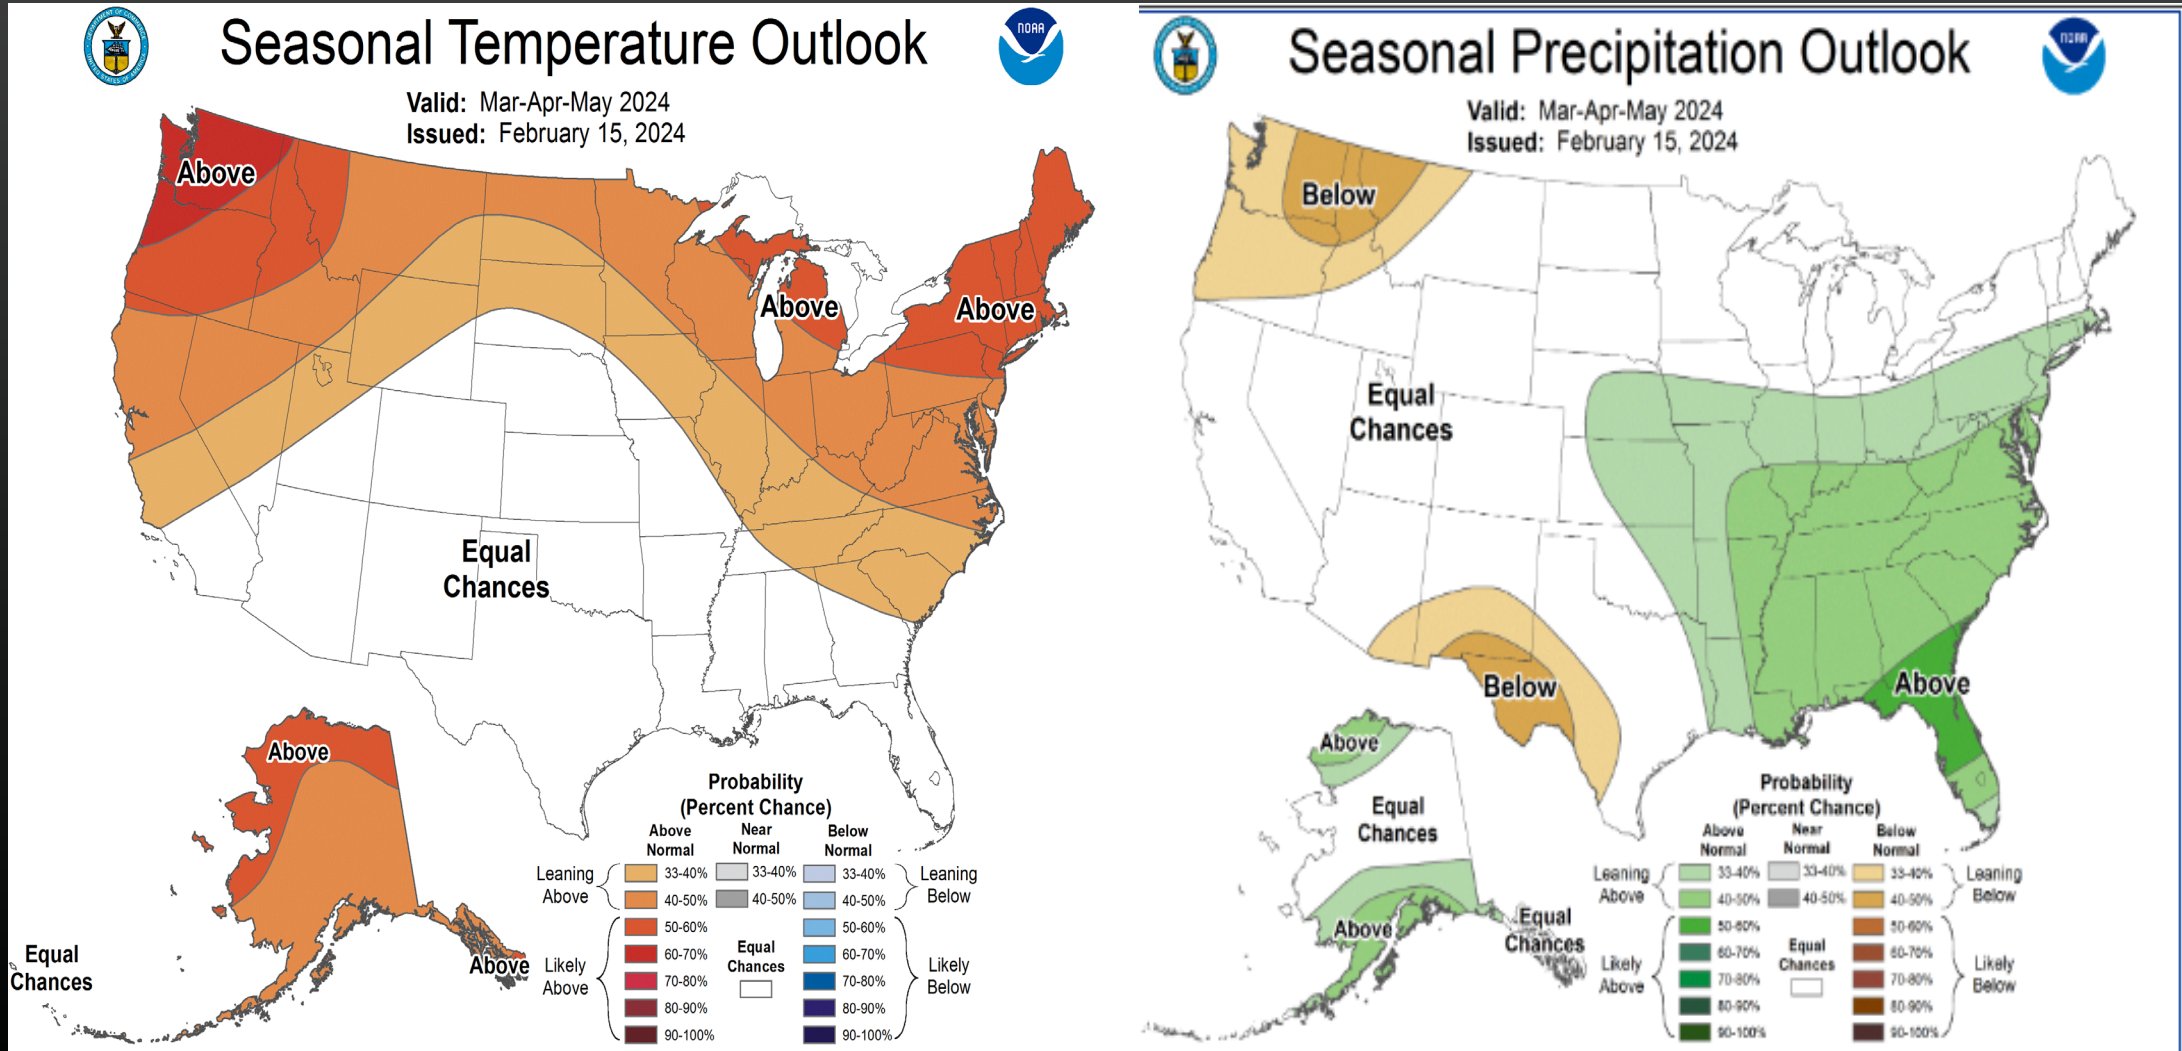 NOAA
Seasonal Temperature Outlook
Valid: Mar-Apr-May 2024
Issued: February 15, 2024
Above
Above
Above
Equal
Chances
Above
Above
Equal
Chances
Probability
(Percent Chance)
Above
Normal
Near
Normal
Below
Normal
Leaning
Above
33-40%
33-40%
33-40%
Leaning
Below
40-50%
40-50%
40-50%
50-60%
50-60%
60-70%
Equal
Chances
60-70%
Likely
Above
70-80%
70-80%
Likely
Below
80-90%
80-90%
90-100%
90-100%
NOAA
Seasonal Precipitation Outlook
Valid: Mar-Apr-May 2024
Issued: February 15, 2024
Below
Equal
Chances
Below
Above
Above
Equal
Chances
Above
Equal
Chances
Probability
(Percent Chance)
Above
Normal
Near
Normal
Below
Normal
Leaning
Above
33-40%
33-40%
33-40%
Leaning
Below
40-50%
40-50%
40-50%
50-60%
50-60%
60-70%
Equal
Chances
60-70%
Likely
Above
70-80%
70-80%
Likely
Below
80-90%
80-90%
90-100%
90-100%